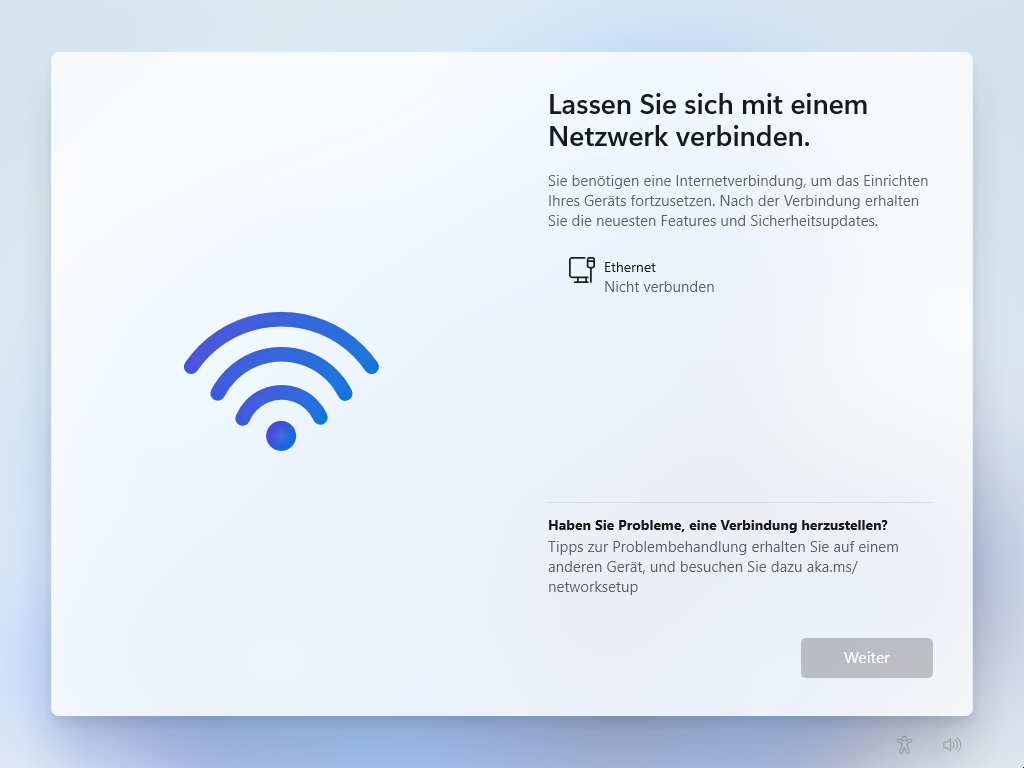 Lassen Sie sich mit einem
Netzwerk verbinden.
Sie benötigen eine Internetverbindung, um das Einrichten
Ihres Geräts fortzusetzen. Nach der Verbindung erhalten
Sie die neuesten Features und Sicherheitsupdates.
Ethernet
Nicht verbunden
Haben Sie Probleme, eine Verbindung herzustellen?
Tipps zur Problembehandlung erhalten Sie auf einem
anderen Gerät, und besuchen Sie dazu aka.ms/
networksetup
Weiter